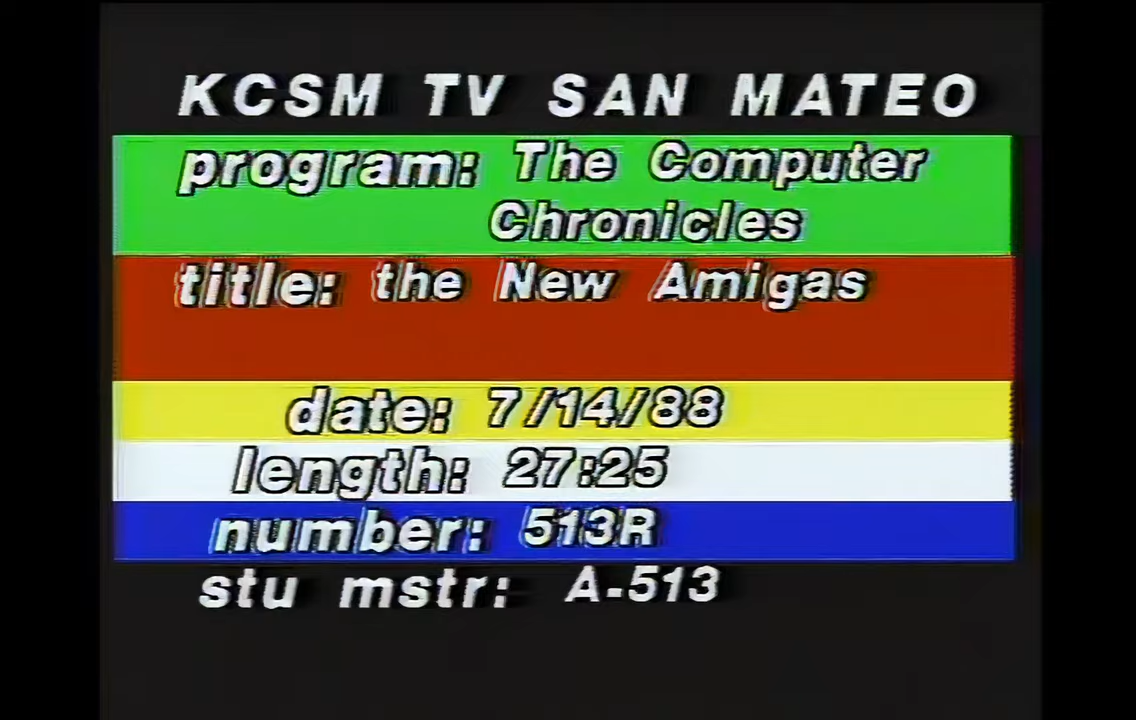 KCSM TV SAN MATEO
program: The Computer
Chronicles
title: the New Amigas
date: 7/14/88
length: 27:25
number: 513R
stu mstr: A-513